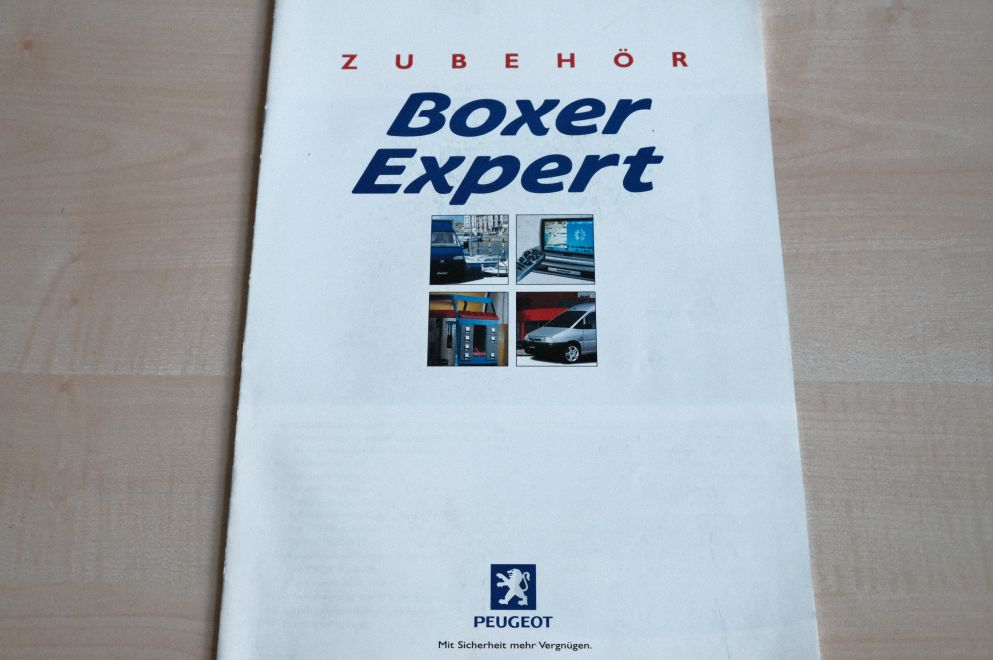 ZUBEHÖR
Boxer
Expert
PEUGEOT
Mit Sicherheit mehr Vergnügen.